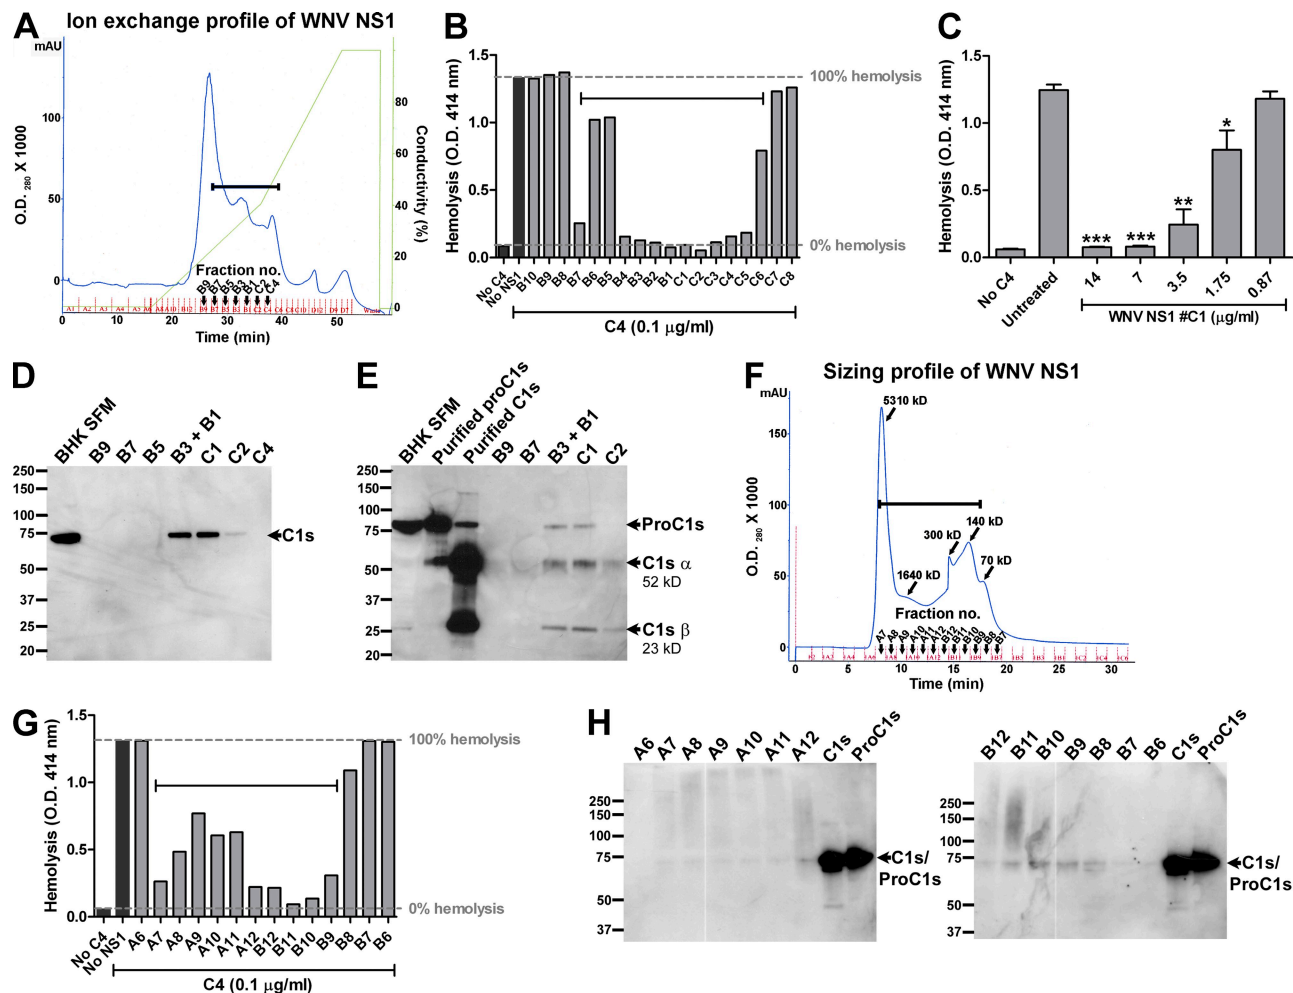 A
Ion exchange profile of WNV NS1
mAU
100
50
0
O.D. 280 X 1000
80
60
40
20
0
Conductivity (%)
Fraction no.
B9 B7 B5 B3 B1 C2 C4
0 10 20 30 40 50
Time (min)
B
1.5
1.0
0.5
0.0
Hemolysis (O.D. 414 nm)
100% hemolysis
0% hemolysis
No C4 No NS1 B10 B9 B8 B7 B6 B5 B4 B3 B2 B1 C1 C2 C3 C4 C5 C6 C7 C8
C4 (0.1 μg/ml)
C
1.5
1.0
0.5
0.0
Hemolysis (O.D. 414 nm)
*** *** ** *
No C4 Untreated 14 7 3.5 1.75 0.87
WNV NS1 #C1 (μg/ml)
D
BHK SFM B9 B7 B5 B3 + B1 C1 C2 C4
250
150
100
75
50
37
25
20
C1s
E
BHK SFM Purified proC1s Purified C1s B9 B7 B3 + B1 C1 C2
250
150
100
75
50
37
25
20
ProC1s
C1s α
52 kD
C1s β
23 kD
F
Sizing profile of WNV NS1
mAU
150
100
50
0
O.D. 280 X 1000
5310 kD
1640 kD
300 kD
140 kD
70 kD
Fraction no.
A7 A8 A9 A10 A11 A12 B12 B11 B10 B9 B8 B7
0 5 10 15 20 25 30
Time (min)
G
1.5
1.0
0.5
0.0
Hemolysis (O.D. 414 nm)
100% hemolysis
0% hemolysis
No C4 No NS1 A6 A7 A8 A9 A10 A11 A12 B12 B11 B10 B9 B8 B7 B6
C4 (0.1 μg/ml)
H
A6 A7 A8 A9 A10 A11 A12 C1s ProC1s
250
150
100
75
50
37
C1s/
ProC1s
B12 B11 B10 B9 B8 B7 B6 C1s ProC1s
250
150
100
75
50
37
C1s/
ProC1s